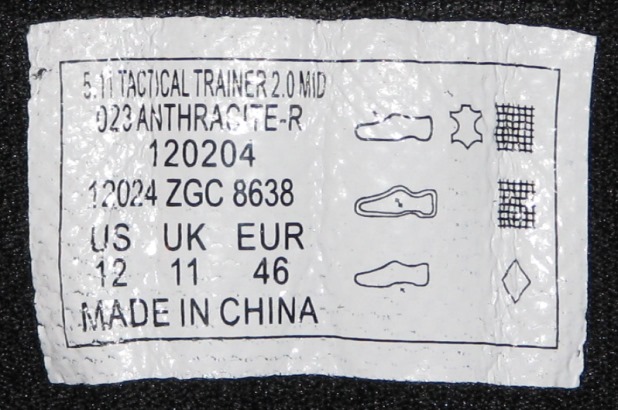 5.11 TACTICAL TRAINER 2.0 MID
023 ANTHRACITE-R
120204
12024 ZGC 8638
US UK EUR
12 11 46
MADE IN CHINA